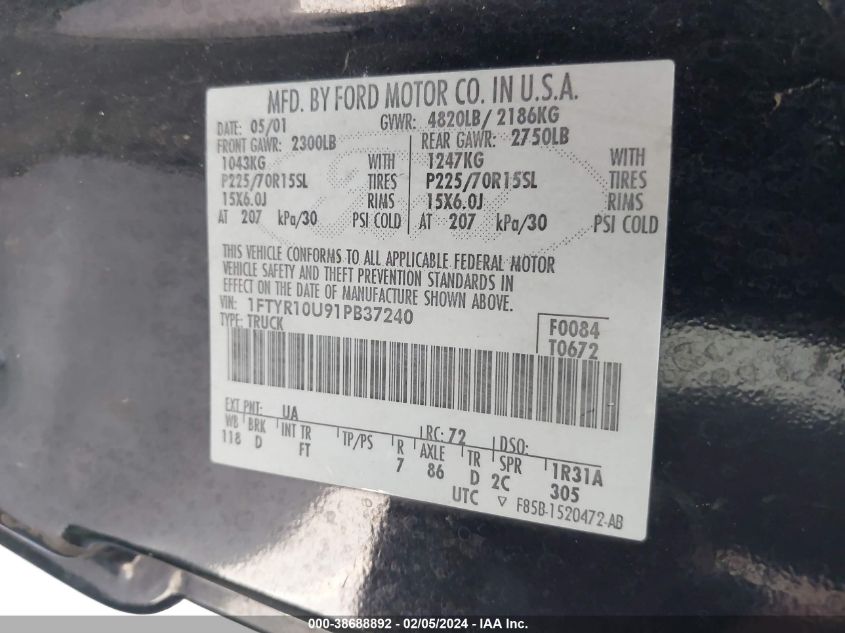 MFD. BY FORD MOTOR CO. IN U.S.A.
DATE: 05/01 GVWR: 4820LB/ 2186KG
FRONT GAWR: 2300LB REAR GAWR: 2750LB
1043KG WITH 1247KG WITH
P225/70R15SL TIRES P225/70R15SL TIRES
15X6.0J RIMS 15X6.0J RIMS
AT 207 kPa/30 PSI COLD AT 207 kPa/30 PSI COLD
THIS VEHICLE CONFORMS TO ALL APPLICABLE FEDERAL MOTOR
VEHICLE SAFETY AND THEFT PREVENTION STANDARDS IN
EFFECT ON THE DATE OF MANUFACTURE SHOWN ABOVE.
VIN: 1FTYR10U91PB37240 F0084
TYPE: TRUCK T0672
EXT PNT: UA RC: 72 DSO:
WB BRK INT TR TP/PS R AXLE TR SPR 1R31A
118 D FT 7 86 D 2C 305
UTC ▽ F85B-1520472-AB
000-38688892 - 02/05/2024 - IAA Inc.